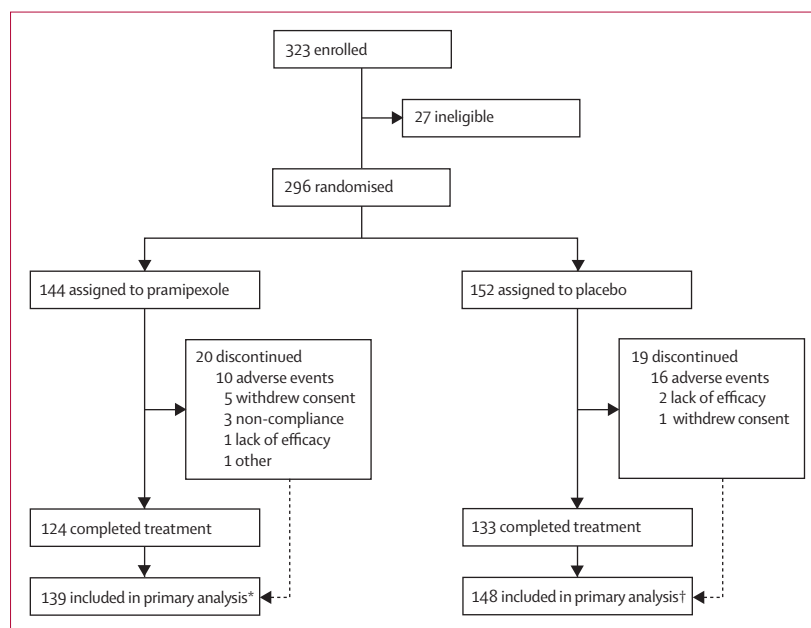 323 enrolled
27 ineligible
296 randomised
144 assigned to pramipexole
152 assigned to placebo
20 discontinued
10 adverse events
5 withdrew consent
3 non-compliance
1 lack of efficacy
1 other
19 discontinued
16 adverse events
2 lack of efficacy
1 withdrew consent
124 completed treatment
133 completed treatment
139 included in primary analysis*
148 included in primary analysis†